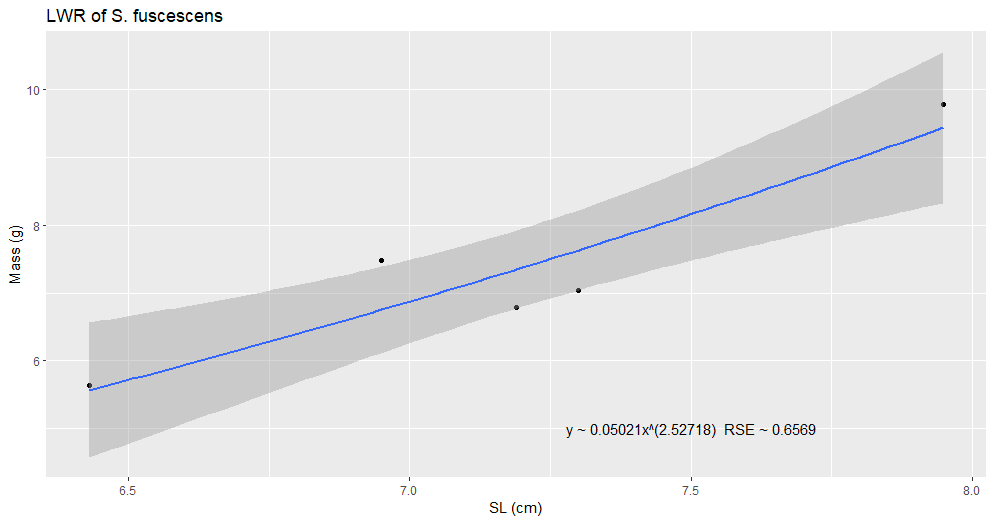 LWR of S. fuscescens
10
8
6
Mass (g)
y ~ 0.05021x^(2.52718)  RSE ~ 0.6569
6.5 7.0 7.5 8.0
SL (cm)